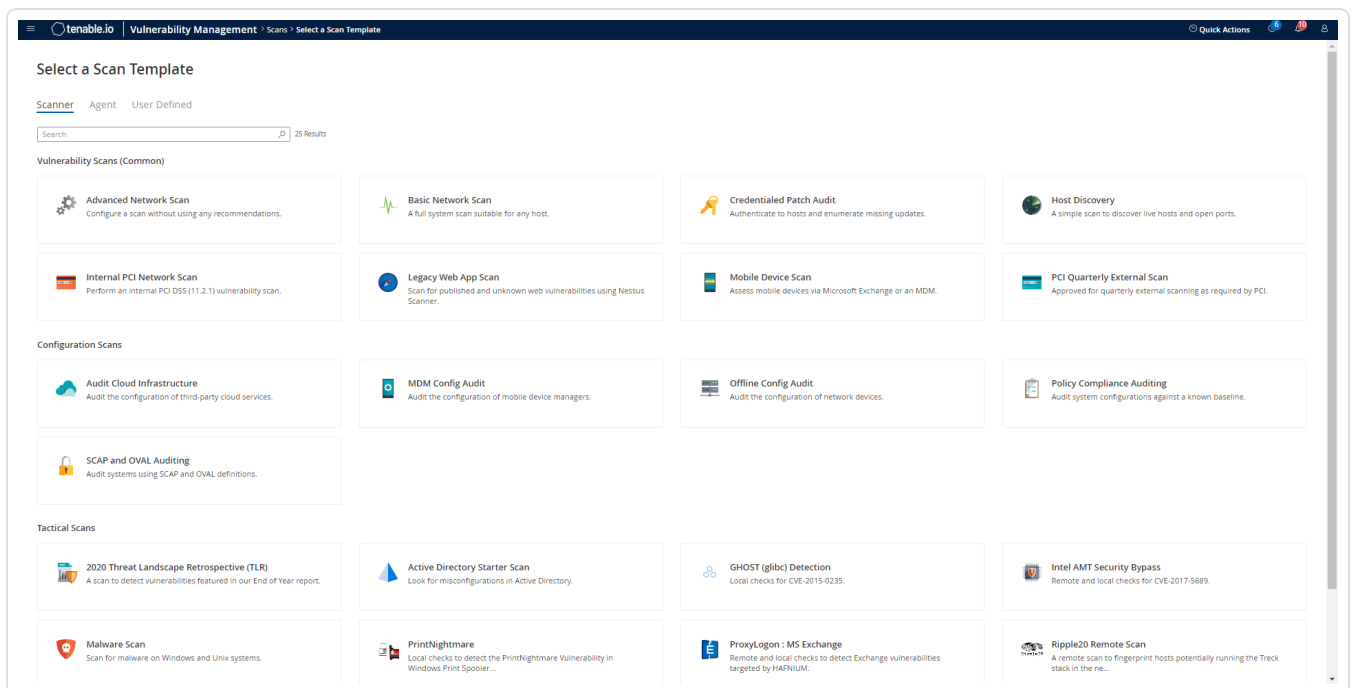 tenable.io Vulnerability Management > Scans > Select a Scan Template Quick Actions 6 10
Select a Scan Template
Scanner Agent User Defined
Search 25 Results
Vulnerability Scans (Common)
Advanced Network Scan
Configure a scan without using any recommendations.
Basic Network Scan
A full system scan suitable for any host.
Credentialed Patch Audit
Authenticate to hosts and enumerate missing updates.
Host Discovery
A simple scan to discover live hosts and open ports.
Internal PCI Network Scan
Perform an internal PCI DSS (11.2.1) vulnerability scan.
Legacy Web App Scan
Scan for published and unknown web vulnerabilities using Nessus
Scanner.
Mobile Device Scan
Assess mobile devices via Microsoft Exchange or an MDM.
PCI Quarterly External Scan
Approved for quarterly external scanning as required by PCI.
Configuration Scans
Audit Cloud Infrastructure
Audit the configuration of third-party cloud services.
MDM Config Audit
Audit the configuration of mobile device managers.
Offline Config Audit
Audit the configuration of network devices.
Policy Compliance Auditing
Audit system configurations against a known baseline.
SCAP and OVAL Auditing
Audit systems using SCAP and OVAL definitions.
Tactical Scans
2020 Threat Landscape Retrospective (TLR)
A scan to detect vulnerabilities featured in our End of Year report.
Active Directory Starter Scan
Look for misconfigurations in Active Directory.
GHOST (glibc) Detection
Local checks for CVE-2015-0235.
Intel AMT Security Bypass
Remote and local checks for CVE-2017-5689.
Malware Scan
Scan for malware on Windows and Unix systems.
PrintNightmare
Local checks to detect the PrintNightmare Vulnerability in
Windows Print Spooler...
ProxyLogon : MS Exchange
Remote and local checks to detect Exchange vulnerabilities
targeted by HAFNIUM.
Ripple20 Remote Scan
A remote scan to fingerprint hosts potentially running the Treck
stack in the ne...